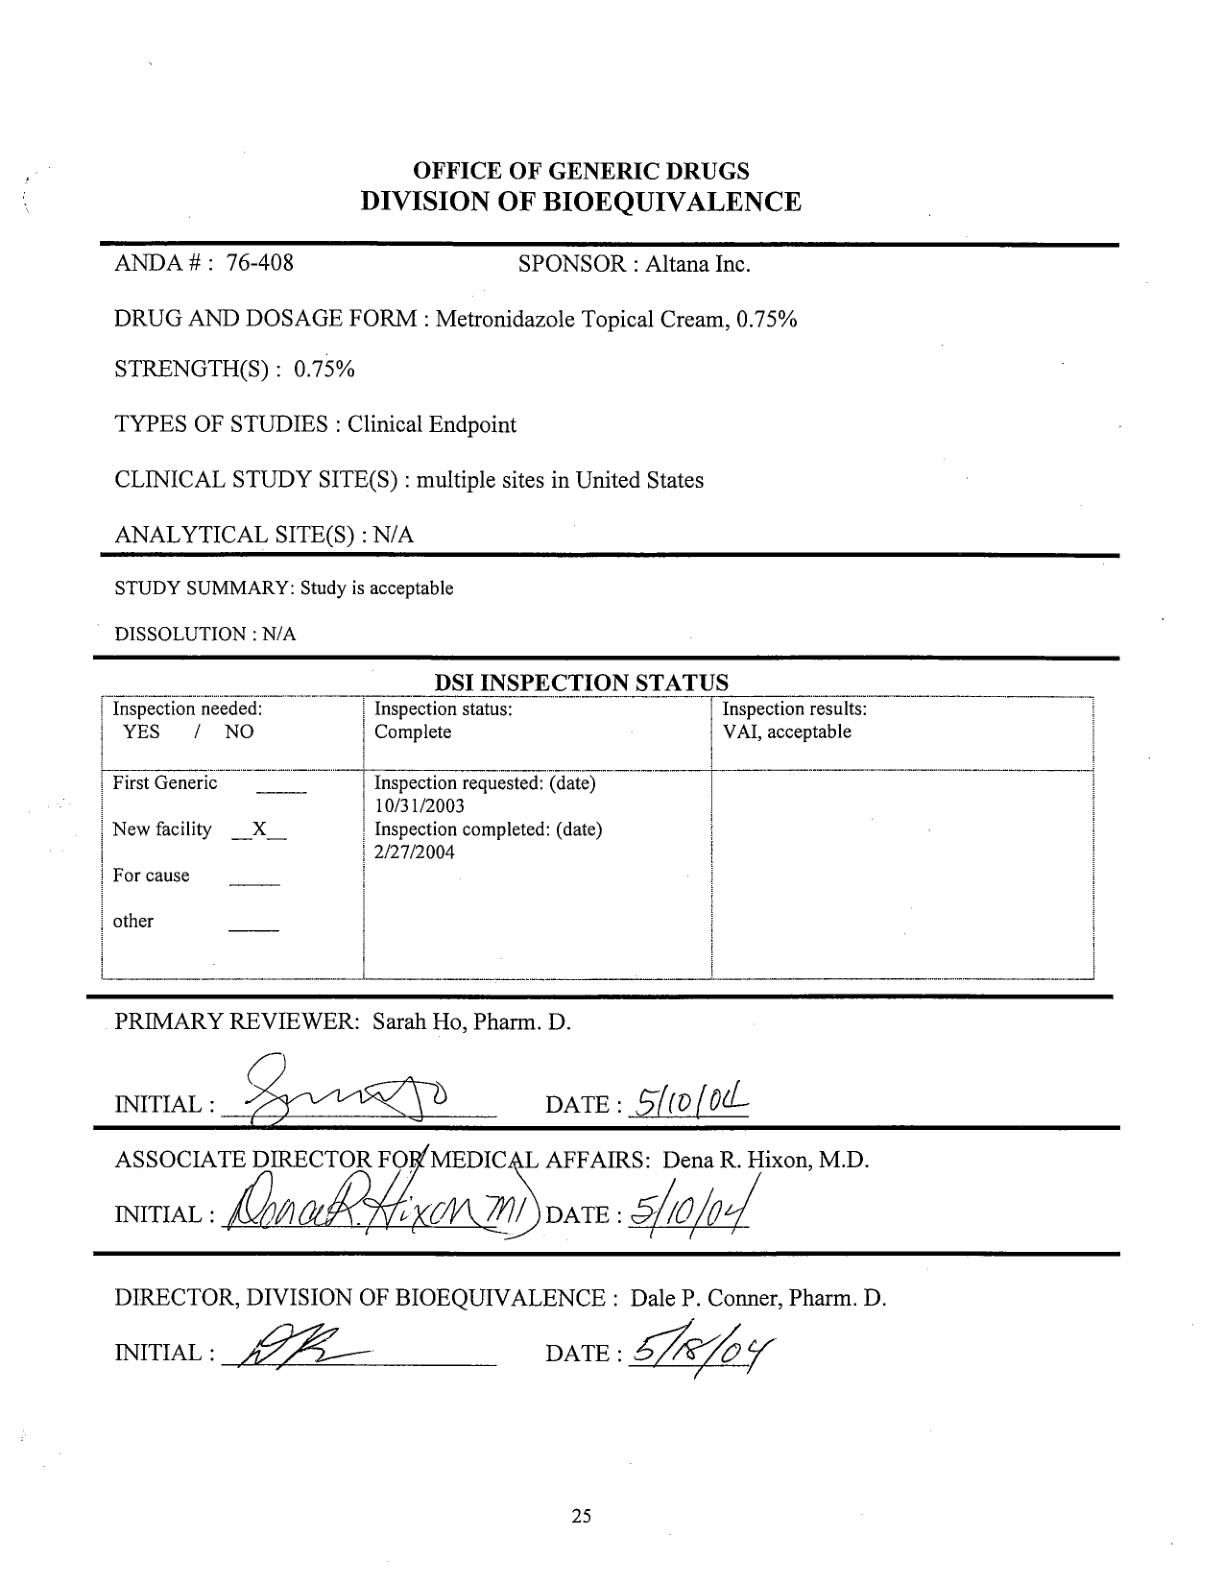 OFFICE OF GENERIC DRUGS
DIVISION OF BIOEQUIVALENCE
ANDA # : 76-408 SPONSOR : Altana Inc.
DRUG AND DOSAGE FORM : Metronidazole Topical Cream, 0.75%
STRENGTH(S) : 0.75%
TYPES OF STUDIES : Clinical Endpoint
CLINICAL STUDY SITE(S) : multiple sites in United States
ANALYTICAL SITE(S) : N/A
STUDY SUMMARY: Study is acceptable
DISSOLUTION : N/A
DSI INSPECTION STATUS
Inspection needed:
YES / NO
Inspection status:
Complete
Inspection results:
VAI, acceptable
First Generic _____
New facility __X__
For cause _____
other _____
Inspection requested: (date)
10/31/2003
Inspection completed: (date)
2/27/2004
PRIMARY REVIEWER: Sarah Ho, Pharm. D.
INITIAL : DATE : 5/10/04
ASSOCIATE DIRECTOR FOR MEDICAL AFFAIRS: Dena R. Hixon, M.D.
INITIAL : Dena R. Hixon MD DATE : 5/10/04
DIRECTOR, DIVISION OF BIOEQUIVALENCE : Dale P. Conner, Pharm. D.
INITIAL : DATE : 5/18/04
25